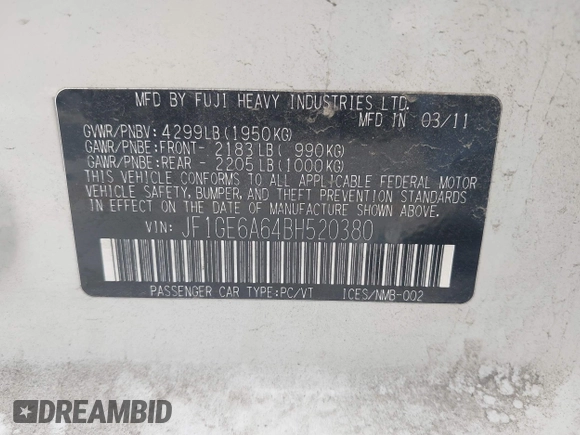 MFD BY FUJI HEAVY INDUSTRIES LTD.
MFD IN 03/11
GVWR/PNBV: 4299LB(1950KG)
GAWR/PNBE:FRONT- 2183LB( 990KG)
GAWR/PNBE:REAR - 2205LB(1000KG)
THIS VEHICLE CONFORMS TO ALL APPLICABLE FEDERAL MOTOR
VEHICLE SAFETY, BUMPER, AND THEFT PREVENTION STANDARDS
IN EFFECT ON THE DATE OF MANUFACTURE SHOWN ABOVE.
VIN: JF1GE6A64BH520380
PASSENGER CAR TYPE:PC/VT ICES/NMB-002
DREAMBID